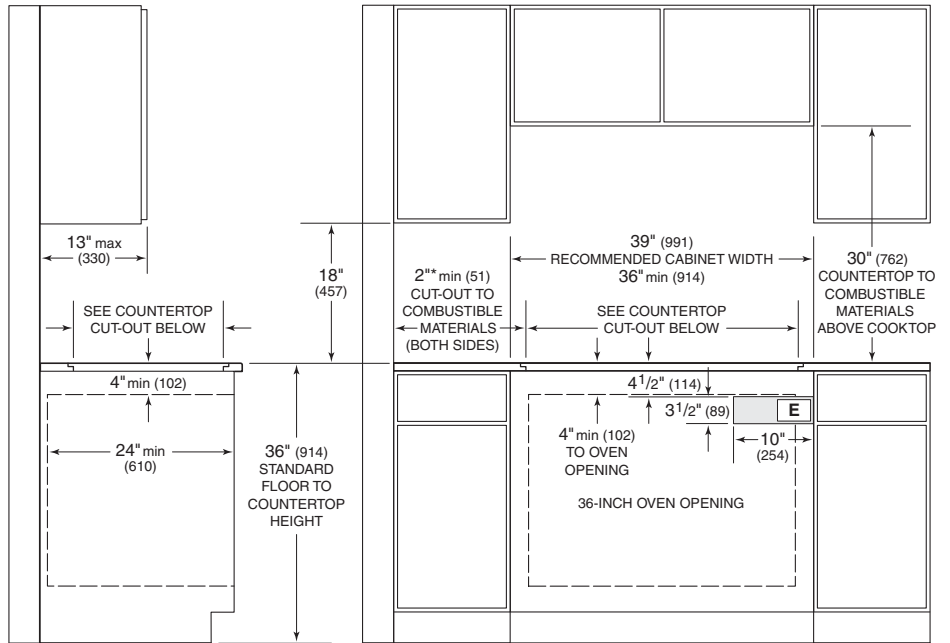 13" max
(330)
18"
(457)
SEE COUNTERTOP
CUT-OUT BELOW
4" min (102)
24" min
(610)
36" (914)
STANDARD
FLOOR TO
COUNTERTOP
HEIGHT
2"* min (51)
CUT-OUT TO
COMBUSTIBLE
MATERIALS
(BOTH SIDES)
39" (991)
RECOMMENDED CABINET WIDTH
36" min (914)
SEE COUNTERTOP
CUT-OUT BELOW
30" (762)
COUNTERTOP TO
COMBUSTIBLE
MATERIALS
ABOVE COOKTOP
4 1/2" (114)
3 1/2" (89)
E
10"
(254)
4" min (102)
TO OVEN
OPENING
36-INCH OVEN OPENING